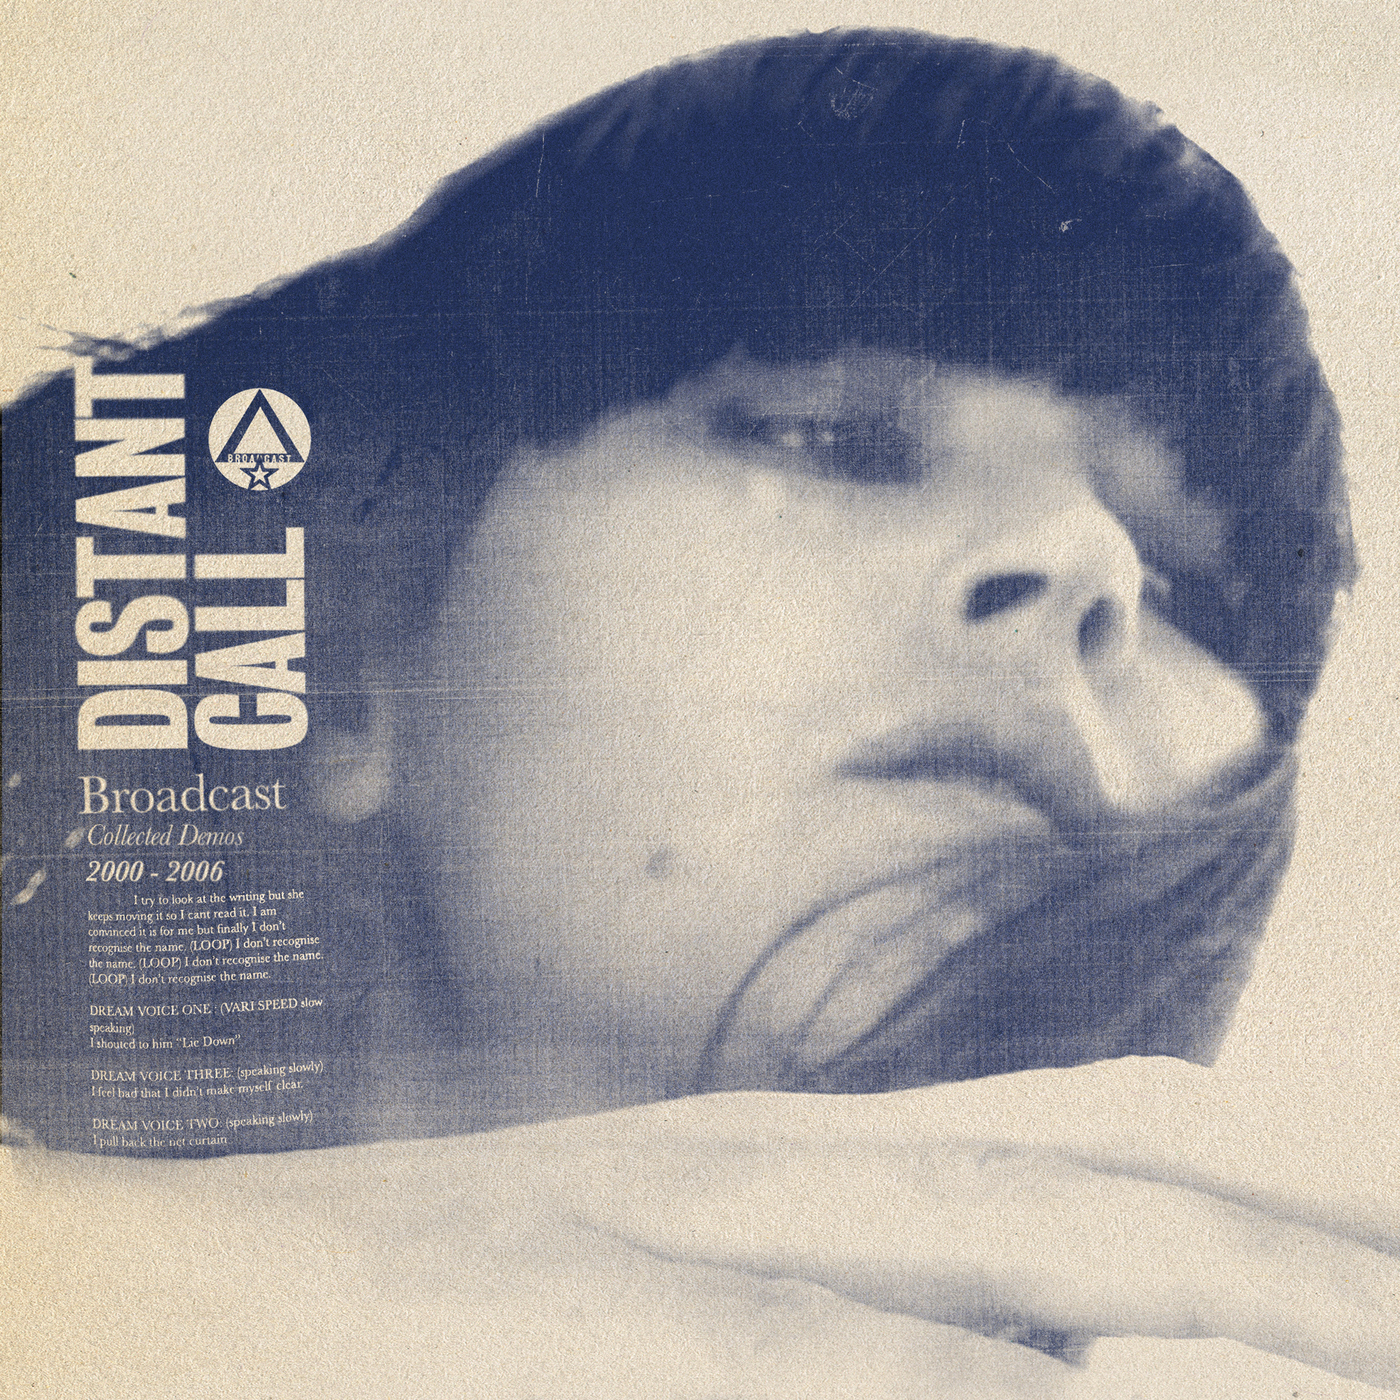 DISTANT
CALL
BROADCAST
Broadcast
Collected Demos
2000 - 2006
I try to look at the writing but she
keeps moving it so I cant read it. I am
convinced it is for me but finally I don't
recognise the name. (LOOP) I don't recognise
the name. (LOOP) I don't recognise the name.
(LOOP) I don't recognise the name.
DREAM VOICE ONE : (VARI SPEED slow
speaking)
I shouted to him "Lie Down"
DREAM VOICE THREE: (speaking slowly)
I feel bad that I didn't make myself clear.
DREAM VOICE TWO: (speaking slowly)
I pull back the net curtain